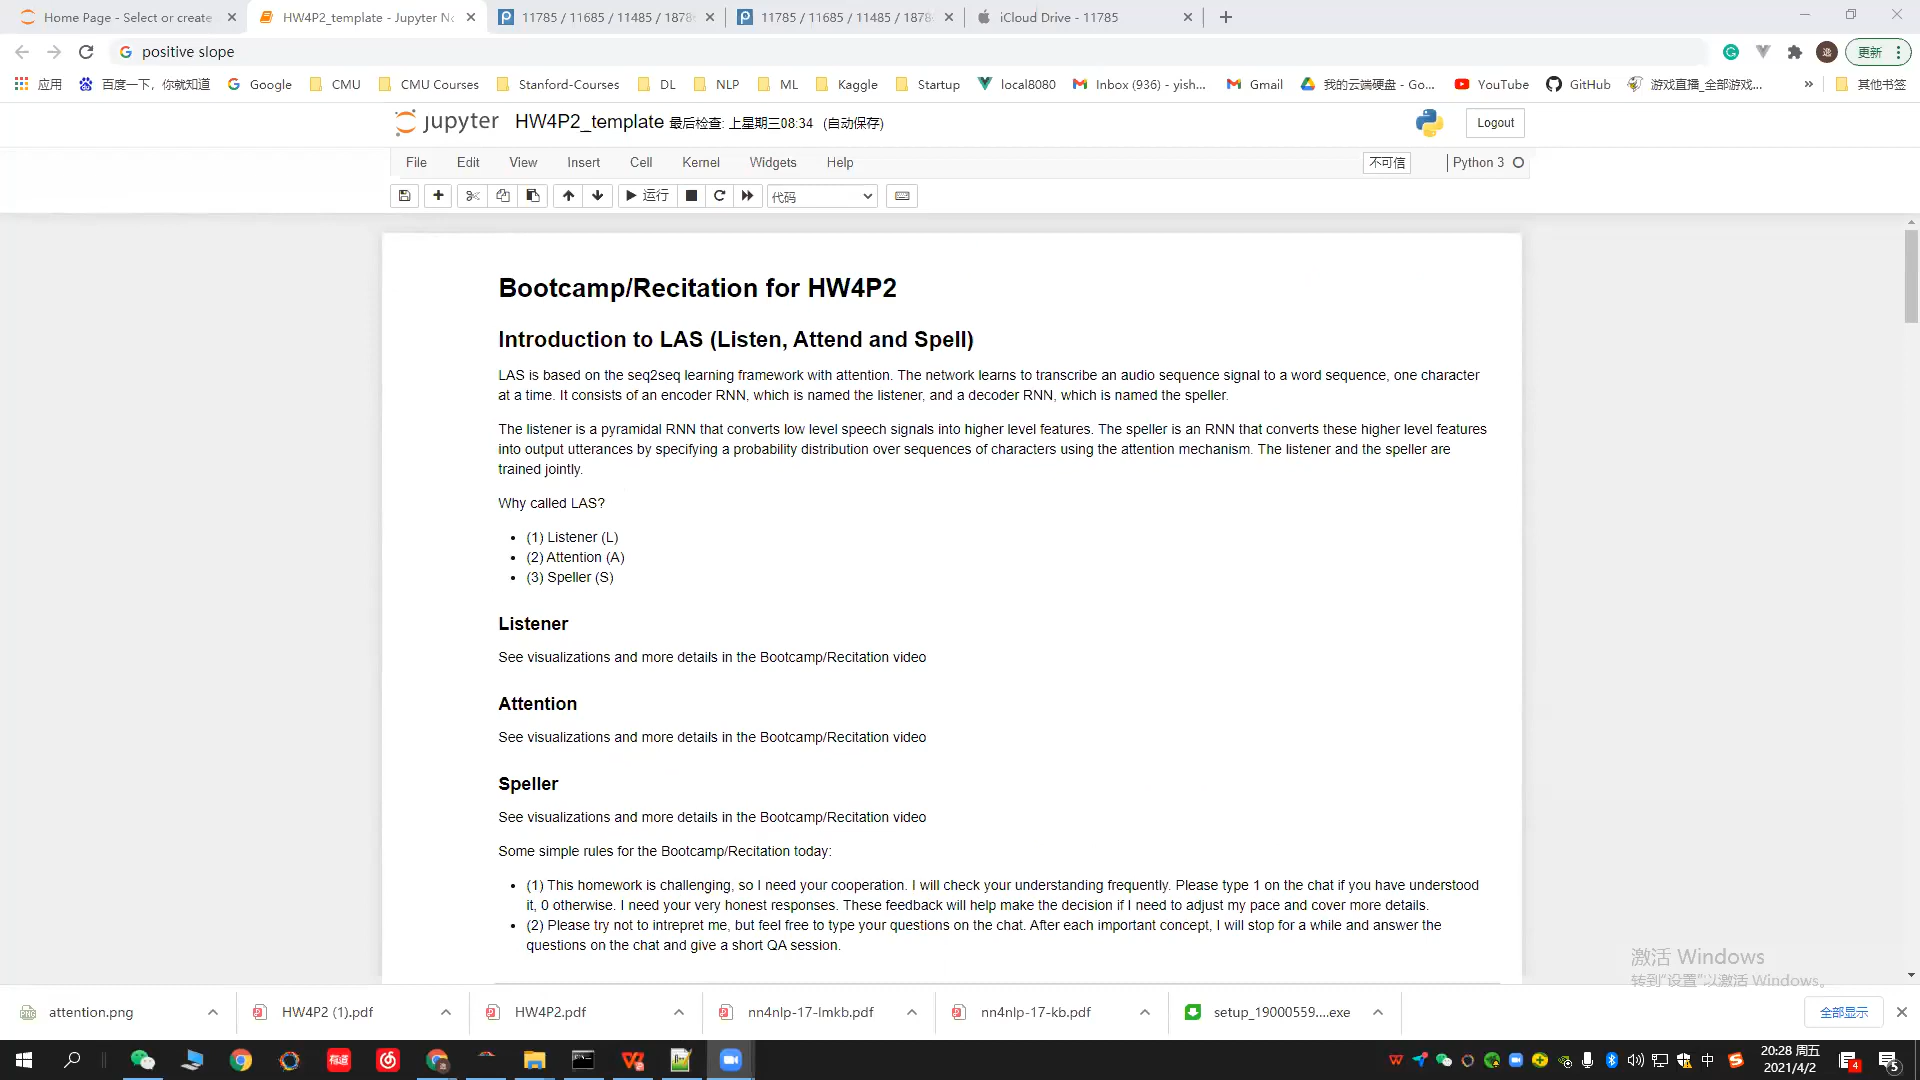 Home Page - Select or create
HW4P2_template - Jupyter No
11785 / 11685 / 11485 / 1878
11785 / 11685 / 11485 / 1878
iCloud Drive - 11785
positive slope
更新
应用
百度一下，你就知道
Google
CMU
CMU Courses
Stanford-Courses
DL
NLP
ML
Kaggle
Startup
local8080
Inbox (936) - yish...
Gmail
我的云端硬盘 - Go...
YouTube
GitHub
游戏直播_全部游戏...
»
其他书签
jupyter HW4P2_template 最后检查: 上星期三08:34 (自动保存)
Logout
File Edit View Insert Cell Kernel Widgets Help
不可信
Python 3
运行
代码
Bootcamp/Recitation for HW4P2
Introduction to LAS (Listen, Attend and Spell)
LAS is based on the seq2seq learning framework with attention. The network learns to transcribe an audio sequence signal to a word sequence, one character
at a time. It consists of an encoder RNN, which is named the listener, and a decoder RNN, which is named the speller.
The listener is a pyramidal RNN that converts low level speech signals into higher level features. The speller is an RNN that converts these higher level features
into output utterances by specifying a probability distribution over sequences of characters using the attention mechanism. The listener and the speller are
trained jointly.
Why called LAS?
• (1) Listener (L)
• (2) Attention (A)
• (3) Speller (S)
Listener
See visualizations and more details in the Bootcamp/Recitation video
Attention
See visualizations and more details in the Bootcamp/Recitation video
Speller
See visualizations and more details in the Bootcamp/Recitation video
Some simple rules for the Bootcamp/Recitation today:
• (1) This homework is challenging, so I need your cooperation. I will check your understanding frequently. Please type 1 on the chat if you have understood
it, 0 otherwise. I need your very honest responses. These feedback will help make the decision if I need to adjust my pace and cover more details.
• (2) Please try not to intrepret me, but feel free to type your questions on the chat. After each important concept, I will stop for a while and answer the
questions on the chat and give a short QA session.
激活 Windows
转到"设置"以激活 Windows。
attention.png
HW4P2 (1).pdf
HW4P2.pdf
nn4nlp-17-lmkb.pdf
nn4nlp-17-kb.pdf
setup_19000559....exe
全部显示
有道
中
20:28 周五
2021/4/2
4
5